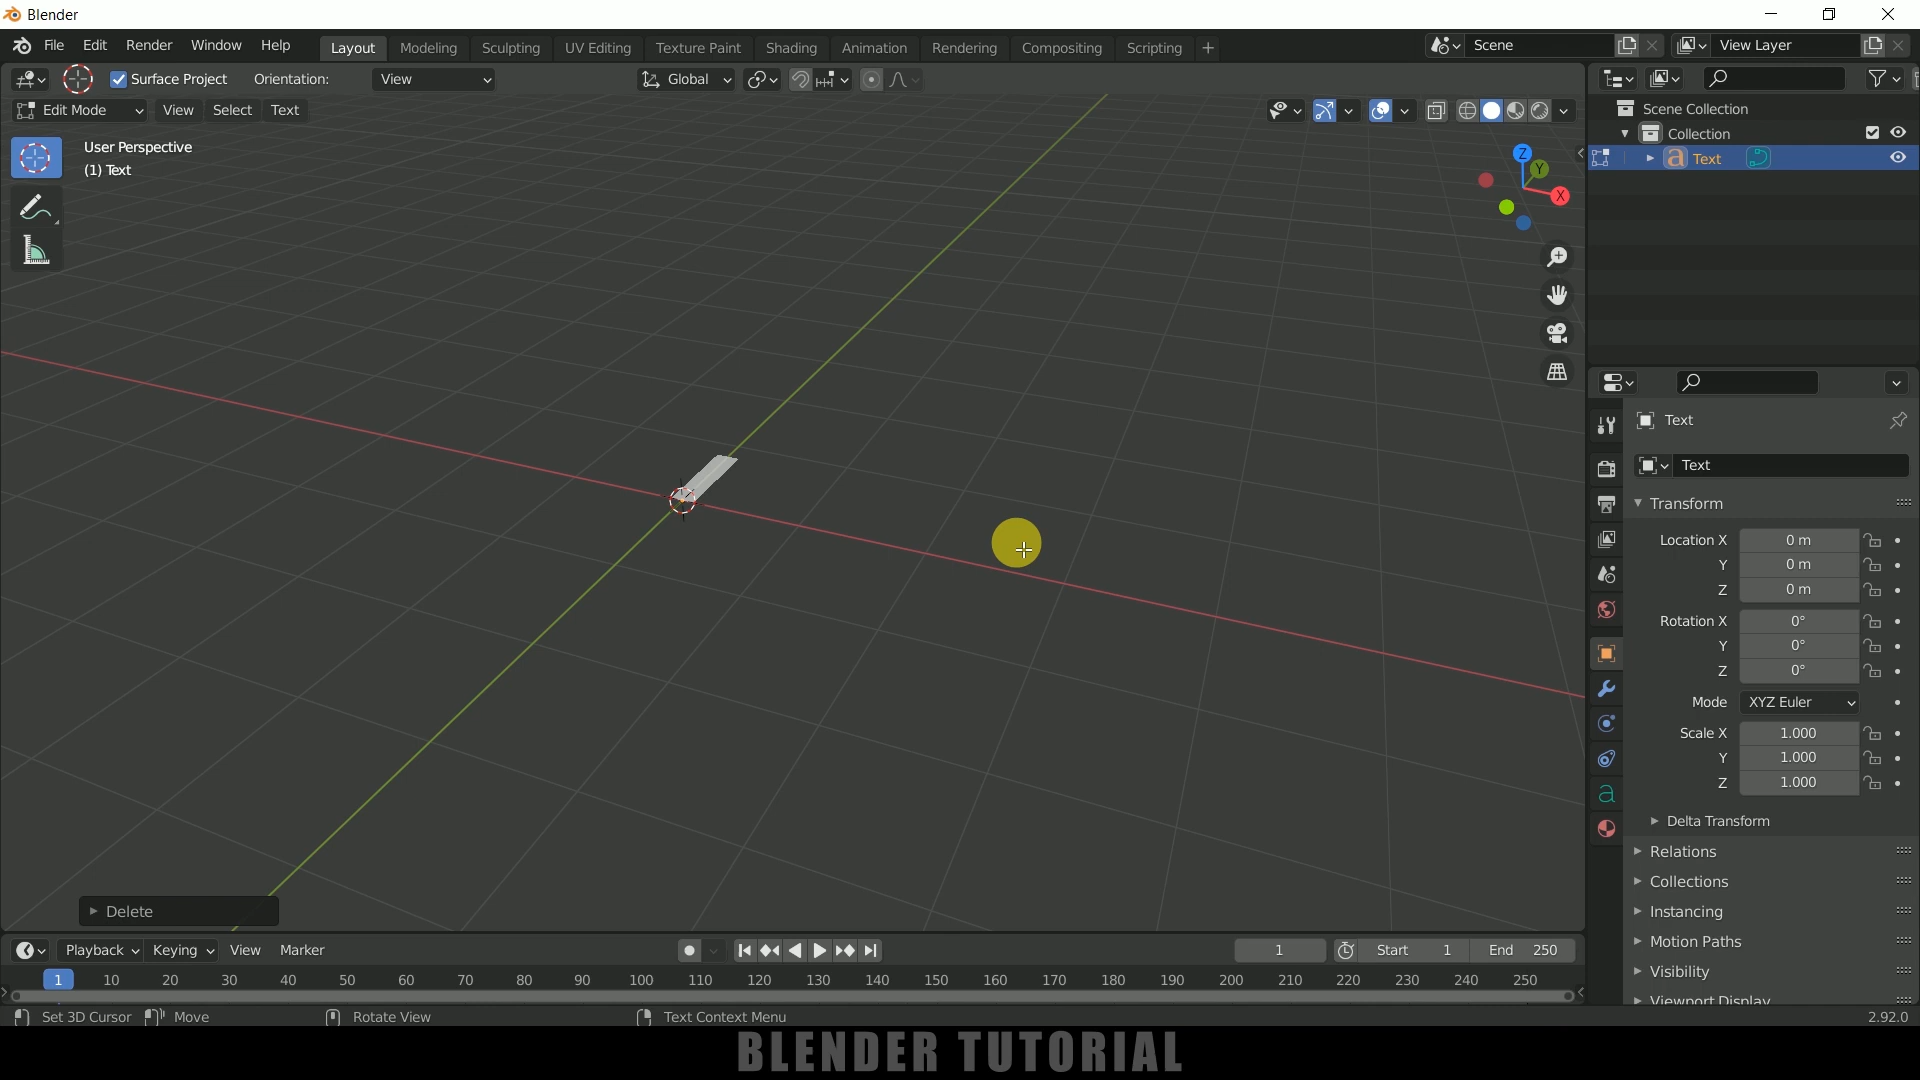 Blender
File Edit Render Window Help Layout Modeling Sculpting UV Editing Texture Paint Shading Animation Rendering Compositing Scripting + Scene View Layer
Surface Project Orientation: View Global
Edit Mode View Select Text
User Perspective
(1) Text
Z
Y
X
Scene Collection
Collection
Text
Text
Text
Transform
Location X 0 m
Y 0 m
Z 0 m
Rotation X 0°
Y 0°
Z 0°
Mode XYZ Euler
Scale X 1.000
Y 1.000
Z 1.000
Delta Transform
Relations
Collections
Instancing
Motion Paths
Visibility
Viewport Display
Delete
Playback Keying View Marker 1 Start 1 End 250
1 10 20 30 40 50 60 70 80 90 100 110 120 130 140 150 160 170 180 190 200 210 220 230 240 250
Set 3D Cursor Move Rotate View Text Context Menu 2.92.0
BLENDER TUTORIAL